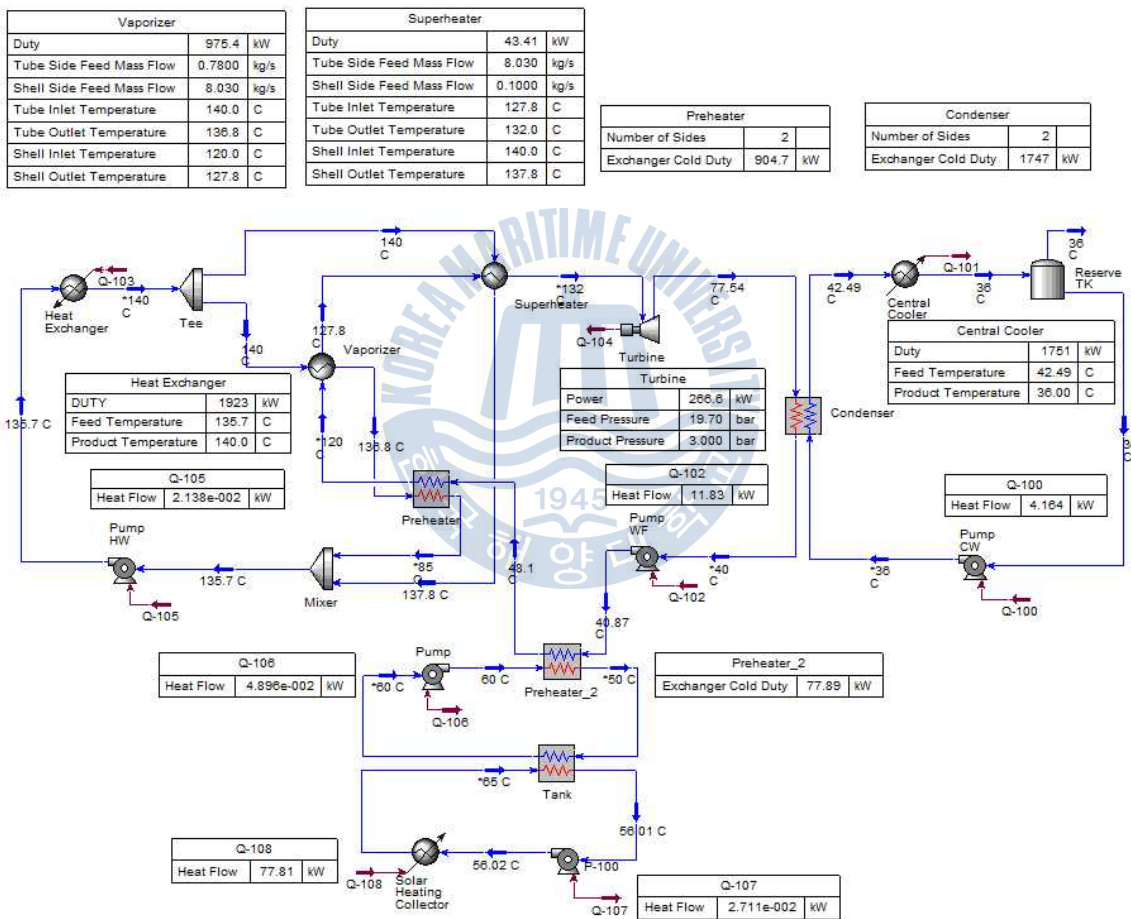 Vaporizer
Duty 975.4 kW
Tube Side Feed Mass Flow 0.7800 kg/s
Shell Side Feed Mass Flow 8.030 kg/s
Tube Inlet Temperature 140.0 C
Tube Outlet Temperature 136.8 C
Shell Inlet Temperature 120.0 C
Shell Outlet Temperature 127.8 C
Superheater
Duty 43.41 kW
Tube Side Feed Mass Flow 8.030 kg/s
Shell Side Feed Mass Flow 0.1000 kg/s
Tube Inlet Temperature 127.8 C
Tube Outlet Temperature 132.0 C
Shell Inlet Temperature 140.0 C
Shell Outlet Temperature 137.8 C
Preheater
Number of Sides 2
Exchanger Cold Duty 904.7 kW
Condenser
Number of Sides 2
Exchanger Cold Duty 1747 kW
KOREA MARITIME UNIVERSITY
1945
140 C
Q-103
*140 C
Heat Exchanger
Tee
140 C
127.8 C
Vaporizer
Superheater
*132 C
77.54 C
Q-104
Turbine
42.49 C
Q-101
Central Cooler
36 C
36 C
Reserve TK
Central Cooler
Duty 1751 kW
Feed Temperature 42.49 C
Product Temperature 36.00 C
Heat Exchanger
DUTY 1923 kW
Feed Temperature 135.7 C
Product Temperature 140.0 C
Turbine
Power 266.6 kW
Feed Pressure 19.70 bar
Product Pressure 3.000 bar
Condenser
135.7 C
*120 C
136.8 C
Q-105
Heat Flow 2.138e-002 kW
Preheater
Q-102
Heat Flow 11.83 kW
Q-100
Heat Flow 4.164 kW
Pump HW
135.7 C
Q-105
Mixer
*85 C
137.8 C
Pump WF
*40 C
Q-102
40.87 C
*36 C
Pump CW
Q-100
Q-106
Heat Flow 4.896e-002 kW
*60 C
Pump
60 C
Q-106
Preheater_2
*50 C
Preheater_2
Exchanger Cold Duty 77.89 kW
*65 C
Tank
56.01 C
Q-108
Heat Flow 77.81 kW
Q-108
Solar Heating Collector
56.02 C
P-100
Q-107
Q-107
Heat Flow 2.711e-002 kW